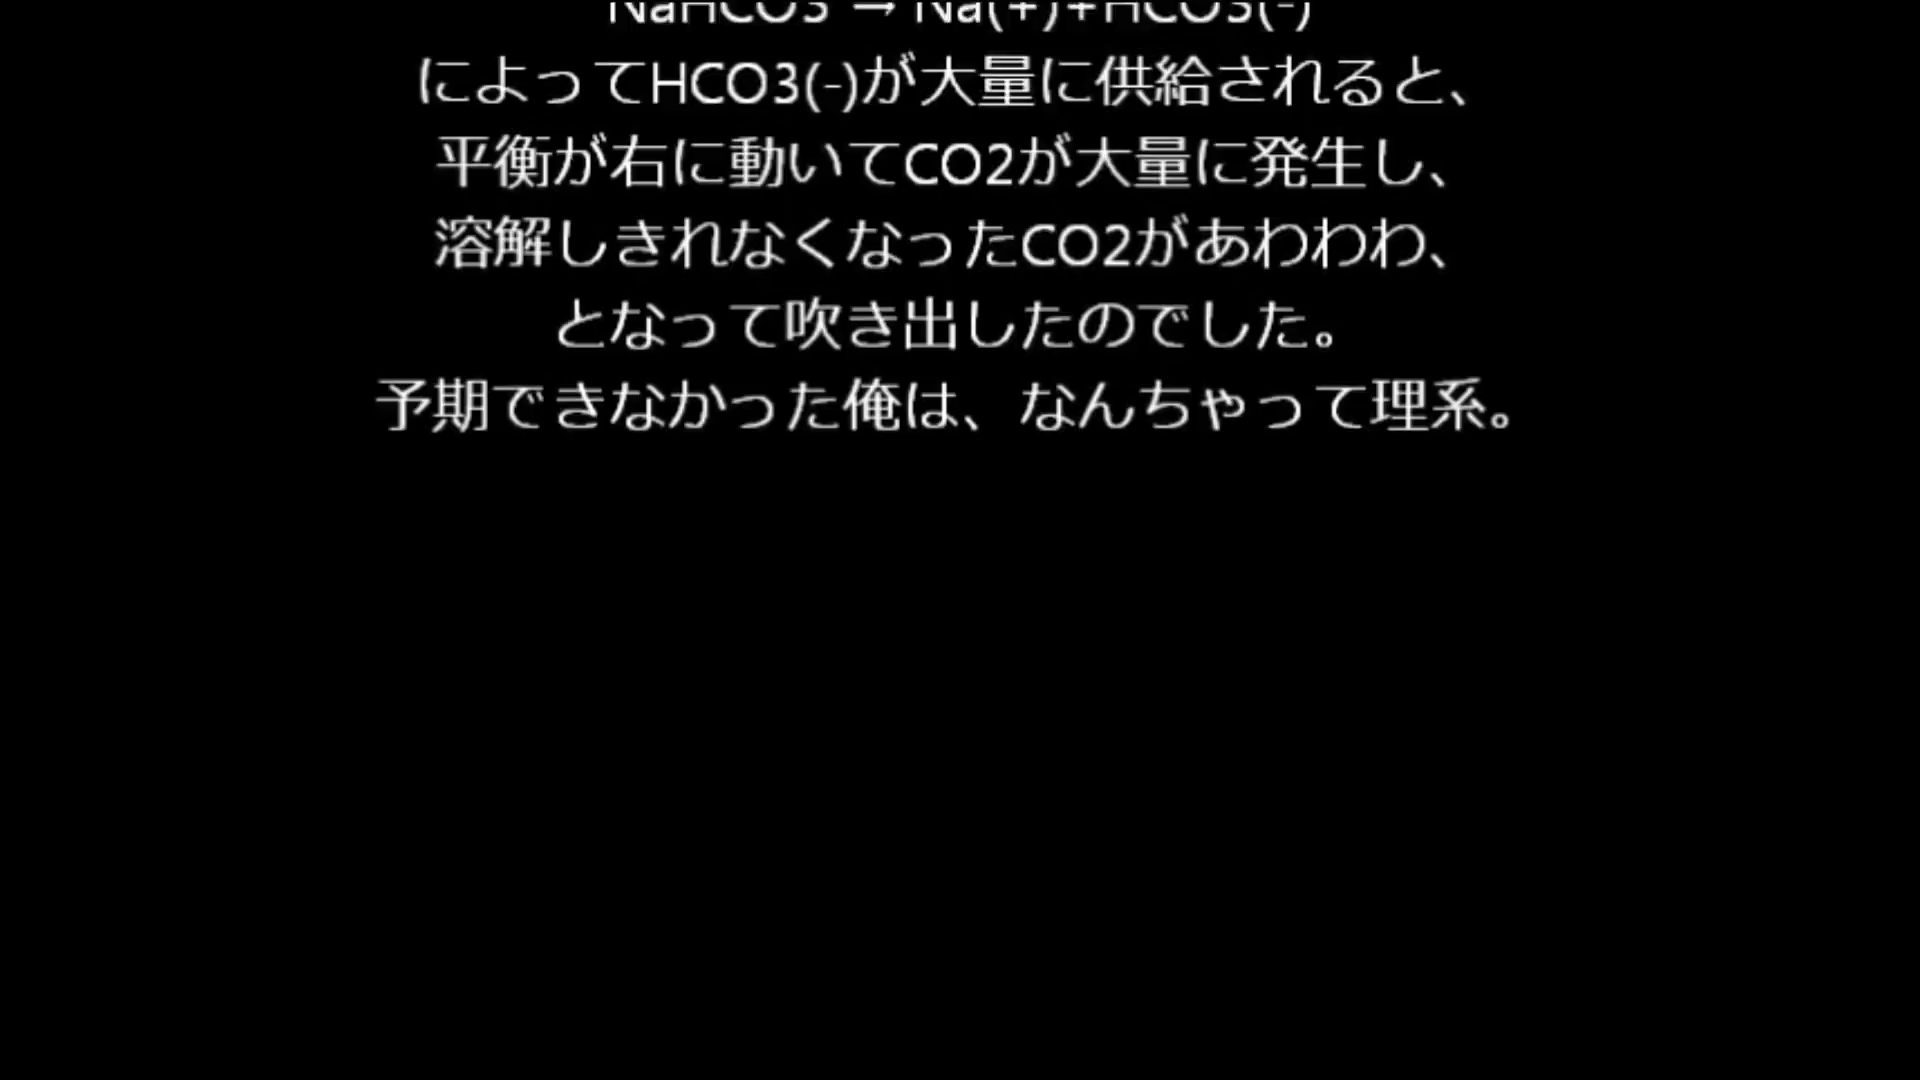 NaHCO3 → Na(+)+HCO3(-)
によってHCO3(-)が大量に供給されると、
平衡が右に動いてCO2が大量に発生し、
溶解しきれなくなったCO2があわわわ、
となって吹き出したのでした。
予期できなかった俺は、なんちゃって理系。